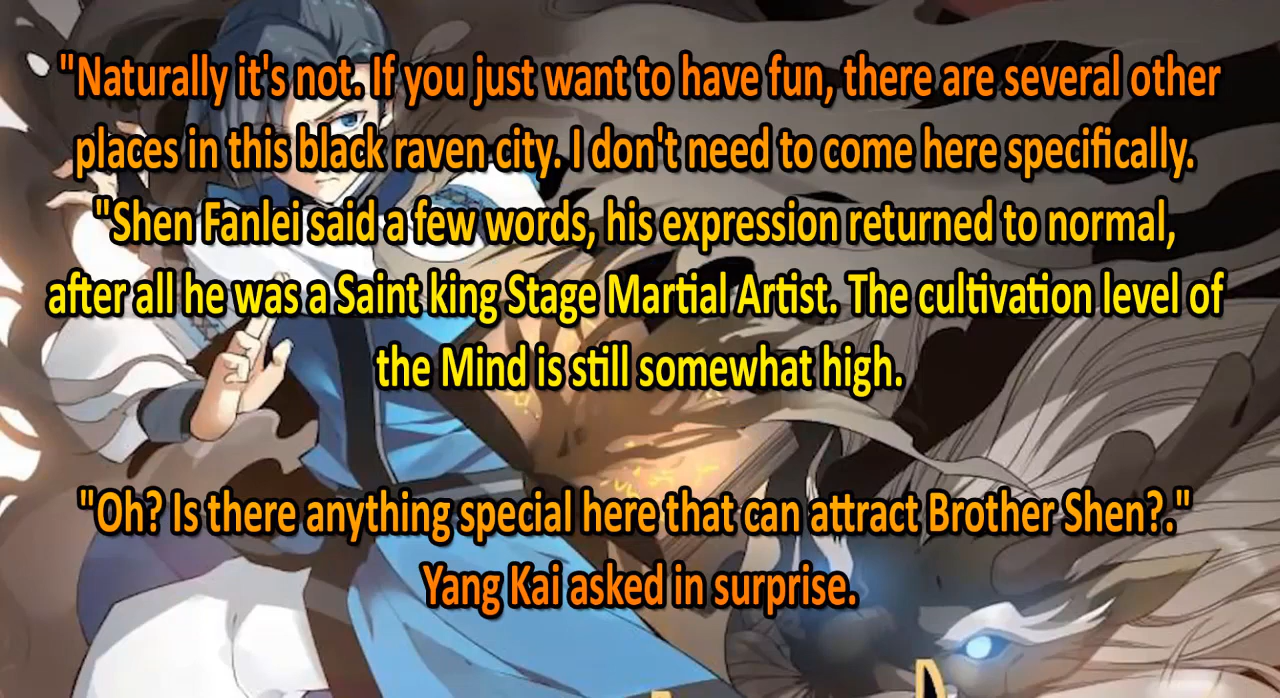 "Naturally it's not. If you just want to have fun, there are several other
places in this black raven city. I don't need to come here specifically.
"Shen Fanlei said a few words, his expression returned to normal,
after all he was a Saint king Stage Martial Artist. The cultivation level of
the Mind is still somewhat high.
"Oh? Is there anything special here that can attract Brother Shen?."
Yang Kai asked in surprise.